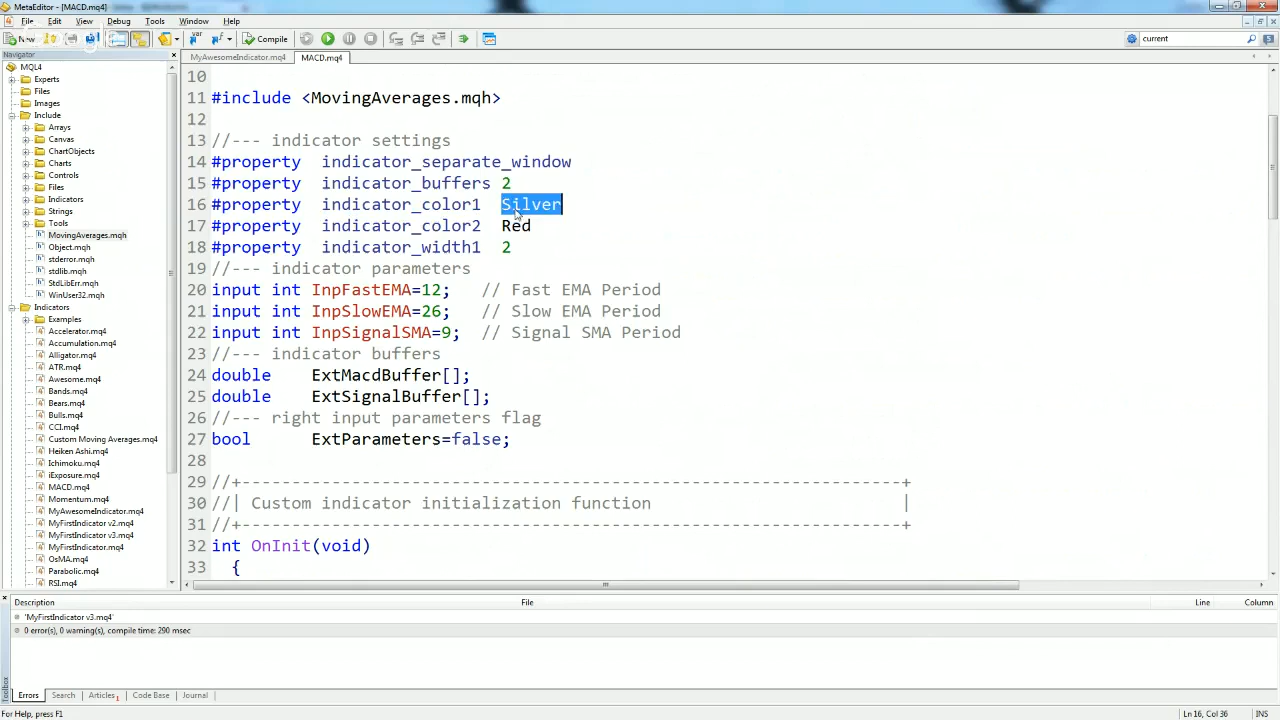 MetaEditor - [MACD.mq4]
File Edit View Debug Tools Window Help
New Compile current
Navigator
MyAwesomeIndicator.mq4 MACD.mq4
MQL4
Experts
Files
Images
Include
Arrays
Canvas
ChartObjects
Charts
Controls
Files
Indicators
Strings
Tools
MovingAverages.mqh
Object.mqh
stderror.mqh
stdlib.mqh
StdLibErr.mqh
WinUser32.mqh
Indicators
Examples
Accelerator.mq4
Accumulation.mq4
Alligator.mq4
ATR.mq4
Awesome.mq4
Bands.mq4
Bears.mq4
Bulls.mq4
CCI.mq4
Custom Moving Averages.mq4
Heiken Ashi.mq4
Ichimoku.mq4
iExposure.mq4
MACD.mq4
Momentum.mq4
MyAwesomeIndicator.mq4
MyFirstIndicator v2.mq4
MyFirstIndicator v3.mq4
MyFirstIndicator.mq4
OsMA.mq4
Parabolic.mq4
RSI.mq4
10
11 #include <MovingAverages.mqh>
12
13 //--- indicator settings
14 #property indicator_separate_window
15 #property indicator_buffers 2
16 #property indicator_color1 Silver
17 #property indicator_color2 Red
18 #property indicator_width1 2
19 //--- indicator parameters
20 input int InpFastEMA=12; // Fast EMA Period
21 input int InpSlowEMA=26; // Slow EMA Period
22 input int InpSignalSMA=9; // Signal SMA Period
23 //--- indicator buffers
24 double ExtMacdBuffer[];
25 double ExtSignalBuffer[];
26 //--- right input parameters flag
27 bool ExtParameters=false;
28
29 //+------------------------------------------------------------------+
30 //| Custom indicator initialization function |
31 //+------------------------------------------------------------------+
32 int OnInit(void)
33 {
Description File Line Column
'MyFirstIndicator v3.mq4'
0 error(s), 0 warning(s), compile time: 290 msec
Toolbox
Errors Search Articles 1 Code Base Journal
For Help, press F1 Ln 16, Col 36 INS